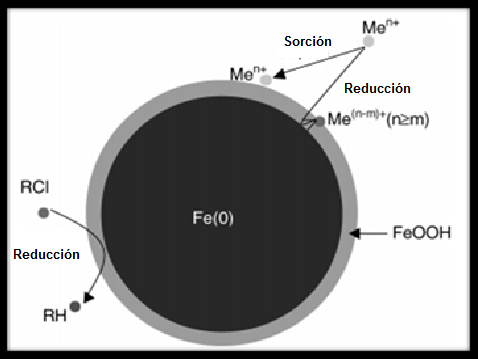 Meⁿ⁺
Sorción
Meⁿ⁺
Reducción
Me⁽ⁿ⁻ᵐ⁾⁺(n≥m)
RCl
Fe(0)
FeOOH
Reducción
RH